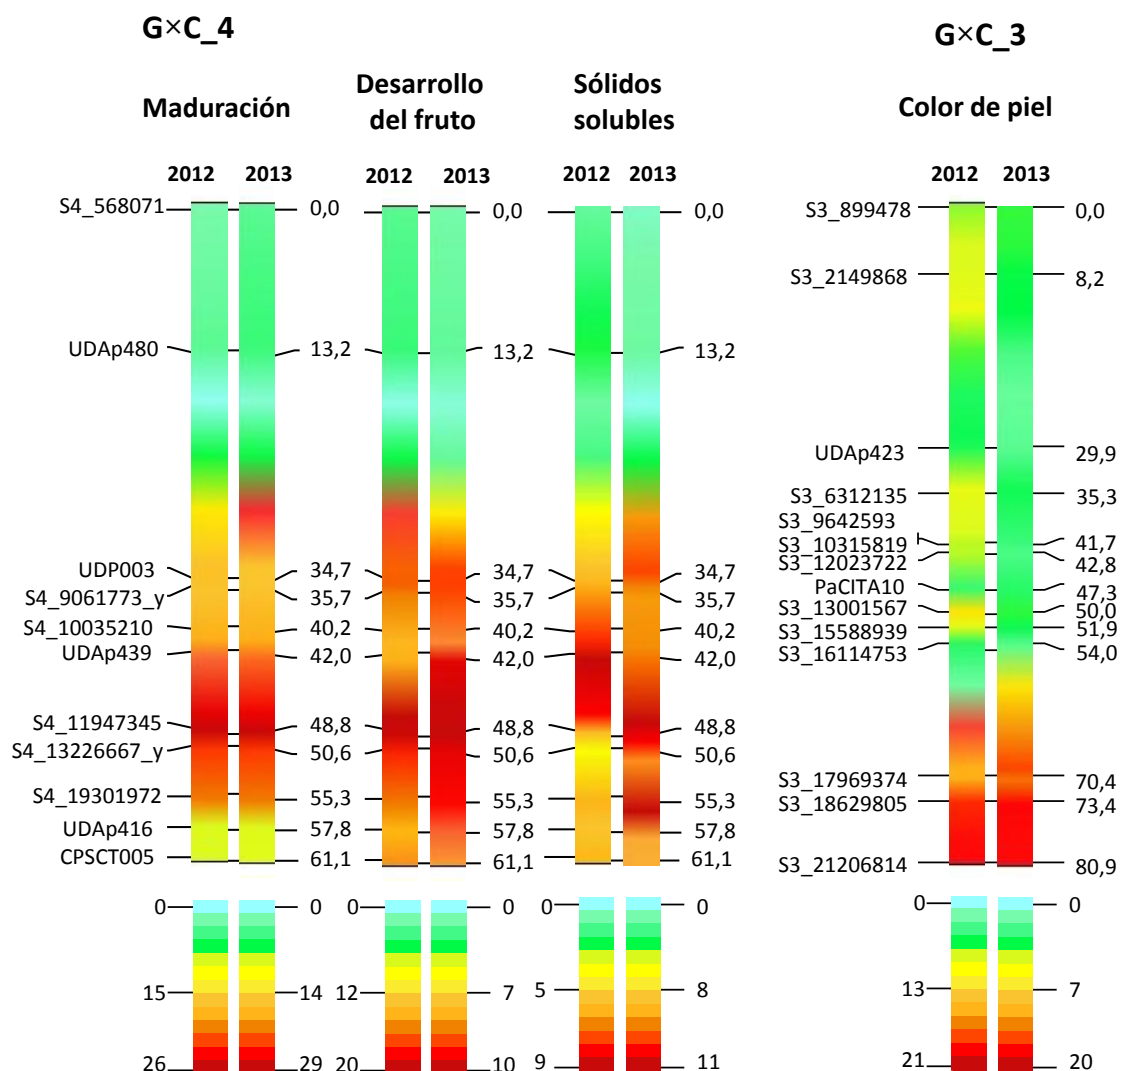 G×C_4
G×C_3
Maduración
Desarrollo
del fruto
Sólidos
solubles
Color de piel
2012 2013
2012 2013
2012 2013
2012 2013
S4_568071 0,0
UDAp480 13,2
UDP003 34,7
S4_9061773_y 35,7
S4_10035210 40,2
UDAp439 42,0
S4_11947345 48,8
S4_13226667_y 50,6
S4_19301972 55,3
UDAp416 57,8
CPSCT005 61,1
0,0
13,2
34,7
35,7
40,2
42,0
48,8
50,6
55,3
57,8
61,1
0,0
13,2
34,7
35,7
40,2
42,0
48,8
50,6
55,3
57,8
61,1
S3_899478 0,0
S3_2149868 8,2
UDAp423 29,9
S3_6312135 35,3
S3_9642593
S3_10315819 41,7
S3_12023722 42,8
PaCITA10 47,3
S3_13001567 50,0
S3_15588939 51,9
S3_16114753 54,0
S3_17969374 70,4
S3_18629805 73,4
S3_21206814 80,9
0 0
15 14
26 29
0 0
12 7
20 10
0 0
5 8
9 11
0 0
13 7
21 20